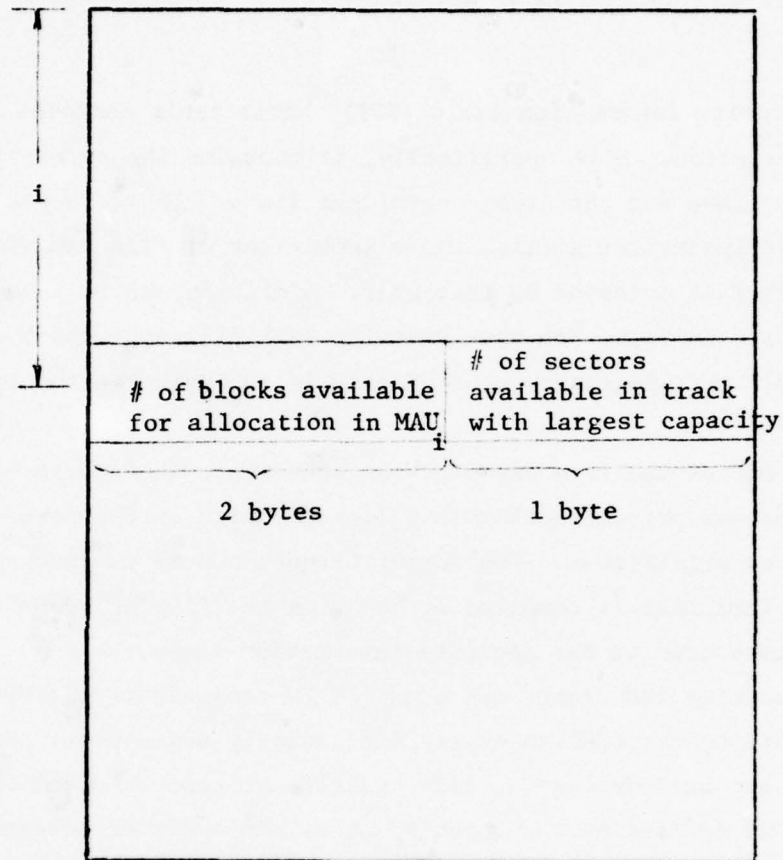 i
# of blocks available
for allocation in MAU
i
# of sectors
available in track
with largest capacity
2 bytes
1 byte